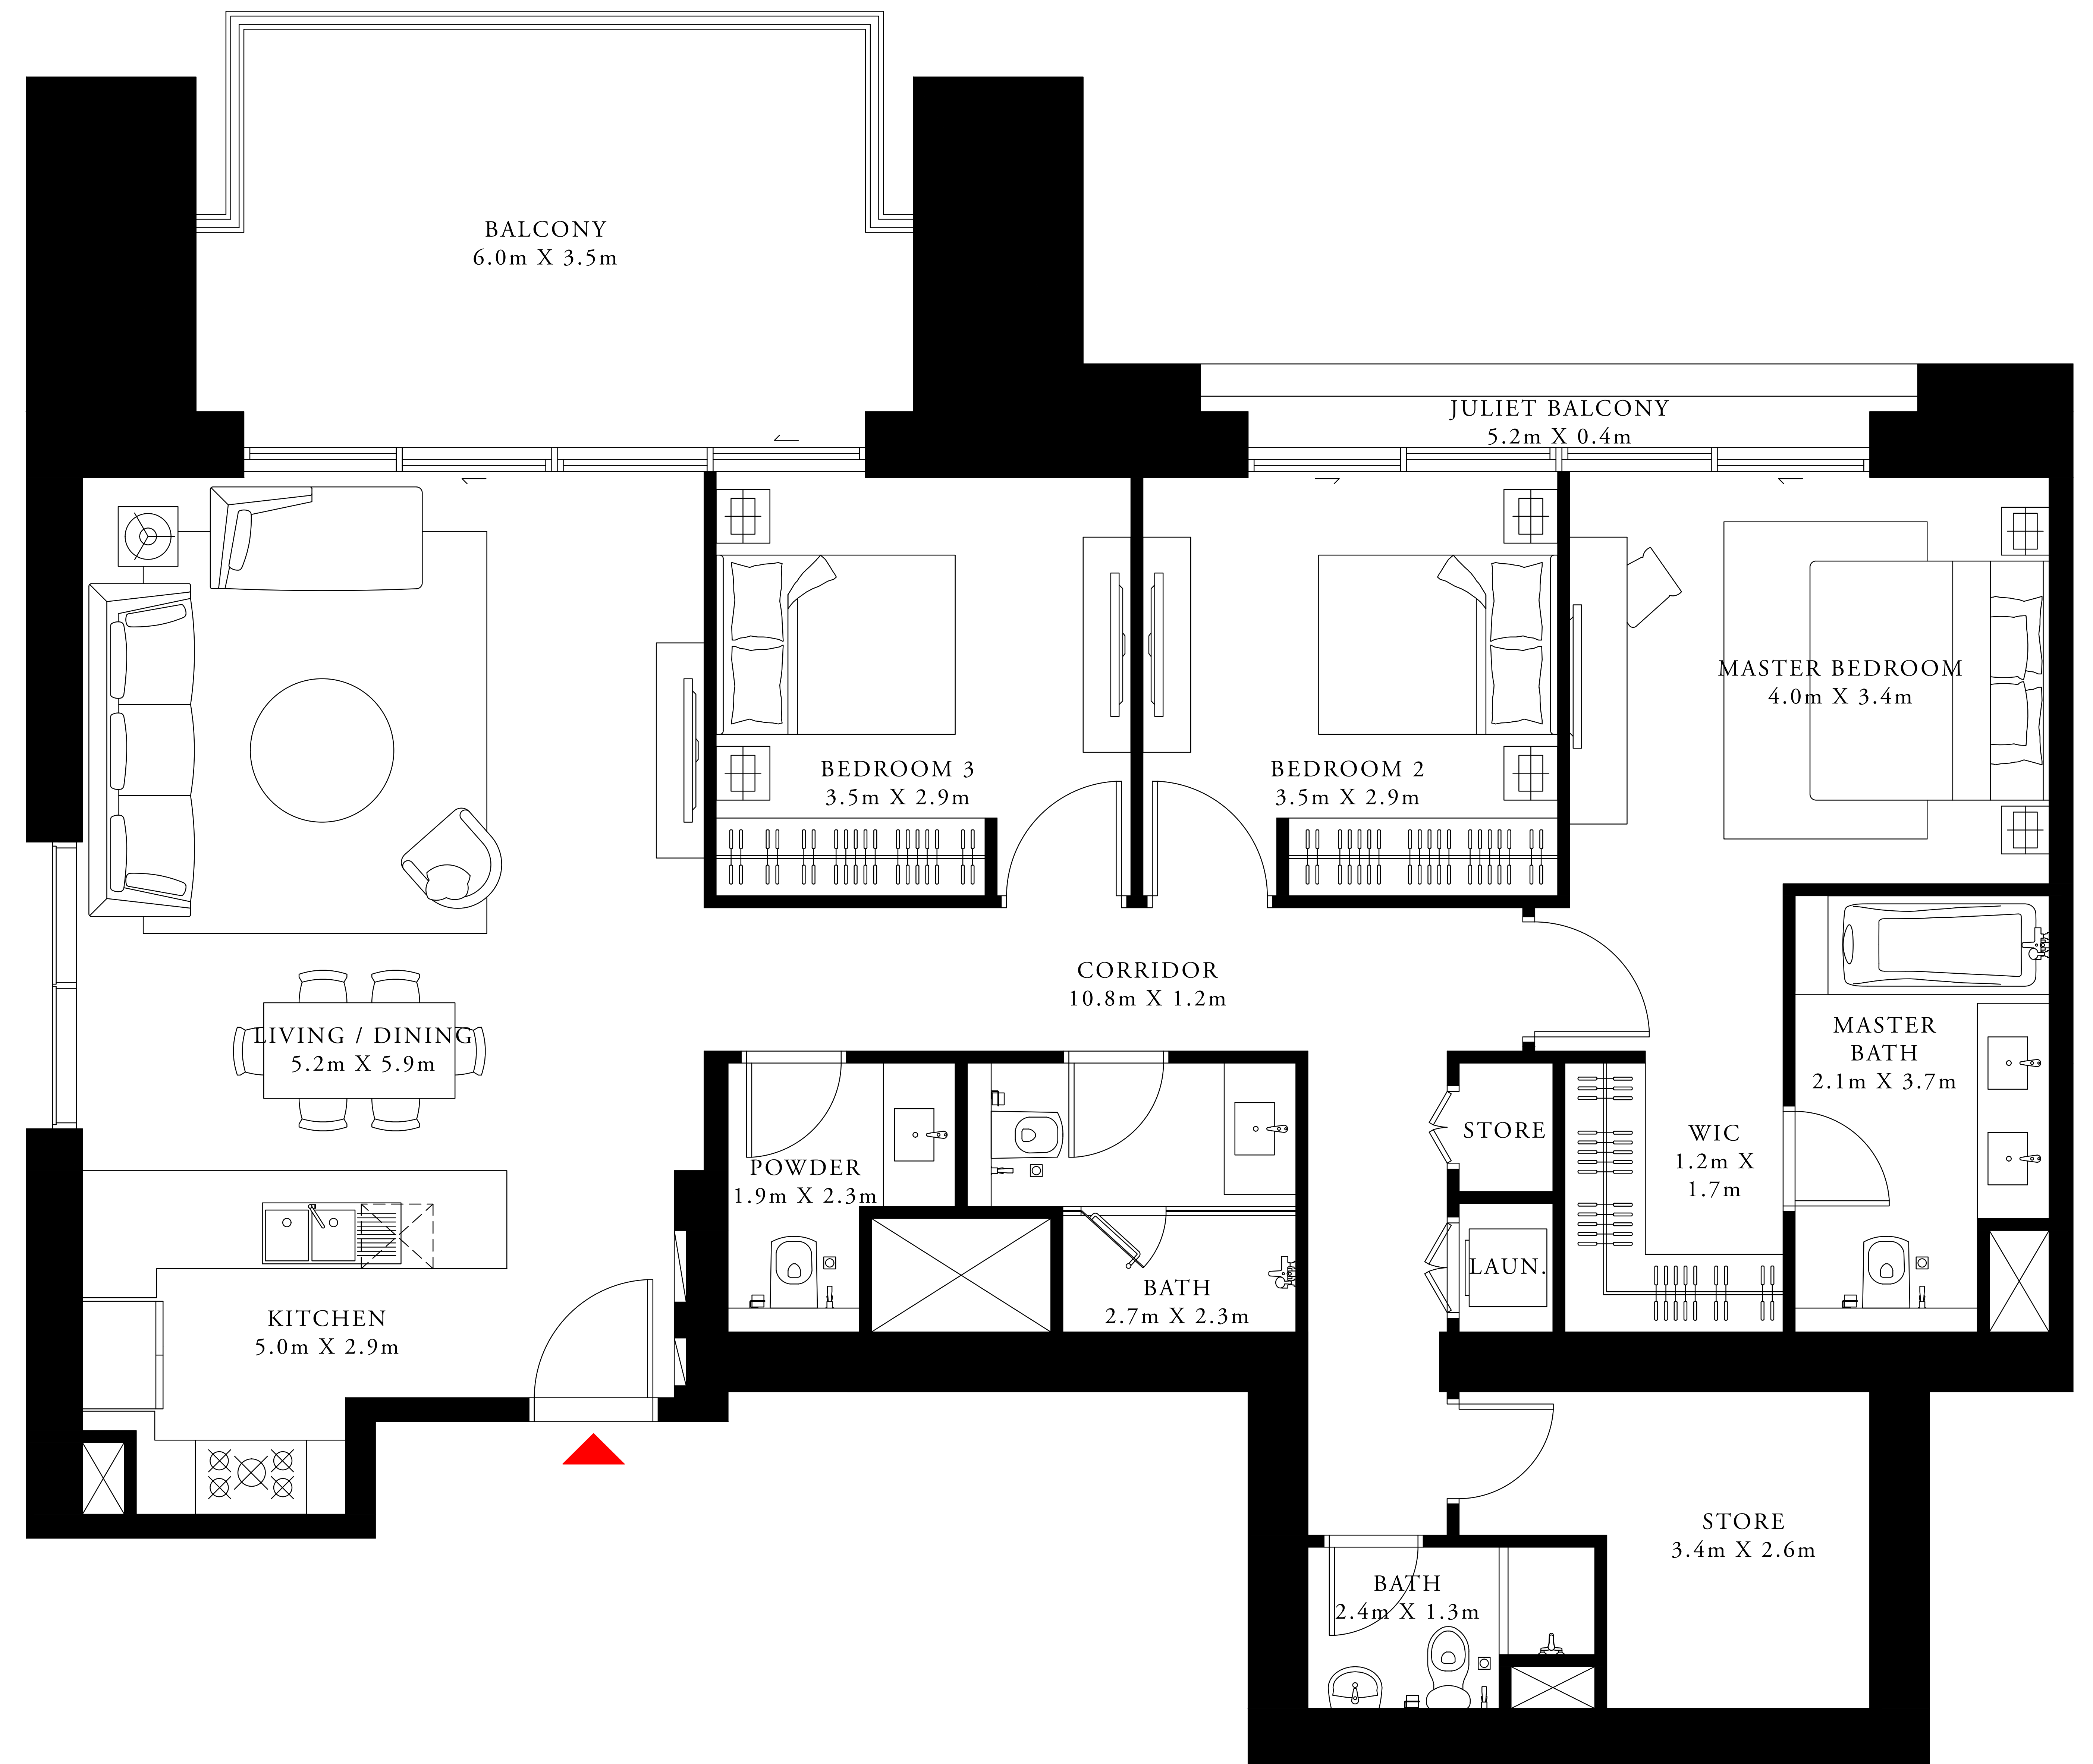 BALCONY
6.0m X 3.5m
JULIET BALCONY
5.2m X 0.4m
MASTER BEDROOM
4.0m X 3.4m
BEDROOM 3
3.5m X 2.9m
BEDROOM 2
3.5m X 2.9m
CORRIDOR
10.8m X 1.2m
LIVING / DINING
5.2m X 5.9m
MASTER
BATH
2.1m X 3.7m
STORE
WIC
1.2m X
1.7m
POWDER
1.9m X 2.3m
LAUN.
BATH
2.7m X 2.3m
KITCHEN
5.0m X 2.9m
STORE
3.4m X 2.6m
BATH
2.4m X 1.3m